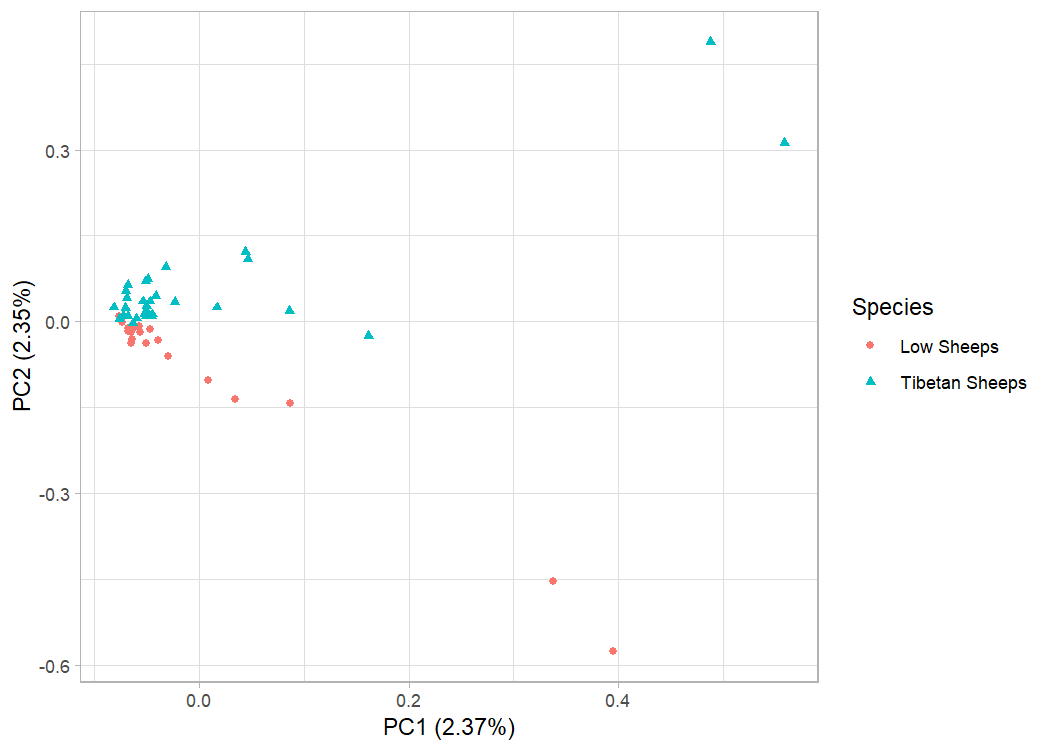 0.3
0.0
-0.3
-0.6
PC2 (2.35%)
0.0
0.2
0.4
PC1 (2.37%)
Species
Low Sheeps
Tibetan Sheeps